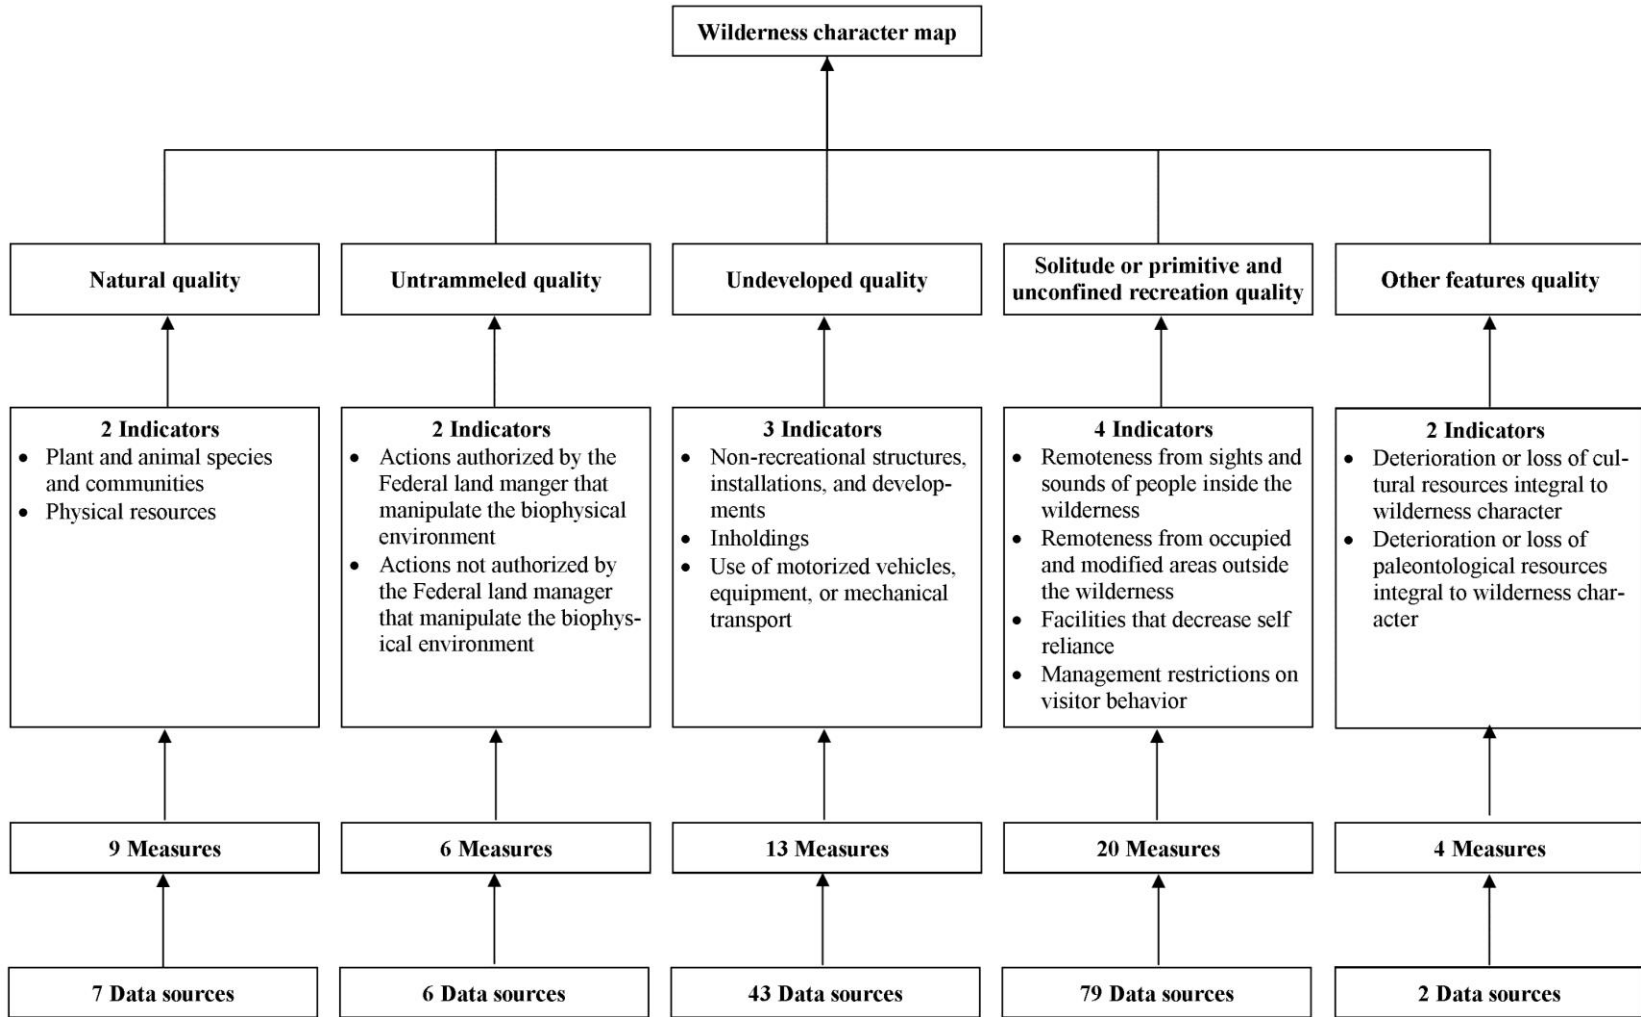 Wilderness character map
Natural quality
Untrammeled quality
Undeveloped quality
Solitude or primitive and
unconfined recreation quality
Other features quality
2 Indicators
• Plant and animal species
and communities
• Physical resources
2 Indicators
• Actions authorized by the
Federal land manger that
manipulate the biophysical
environment
• Actions not authorized by
the Federal land manager
that manipulate the biophys-
ical environment
3 Indicators
• Non-recreational structures,
installations, and develop-
ments
• Inholdings
• Use of motorized vehicles,
equipment, or mechanical
transport
4 Indicators
• Remoteness from sights and
sounds of people inside the
wilderness
• Remoteness from occupied
and modified areas outside
the wilderness
• Facilities that decrease self
reliance
• Management restrictions on
visitor behavior
2 Indicators
• Deterioration or loss of cul-
tural resources integral to
wilderness character
• Deterioration or loss of
paleontological resources
integral to wilderness char-
acter
9 Measures
6 Measures
13 Measures
20 Measures
4 Measures
7 Data sources
6 Data sources
43 Data sources
79 Data sources
2 Data sources